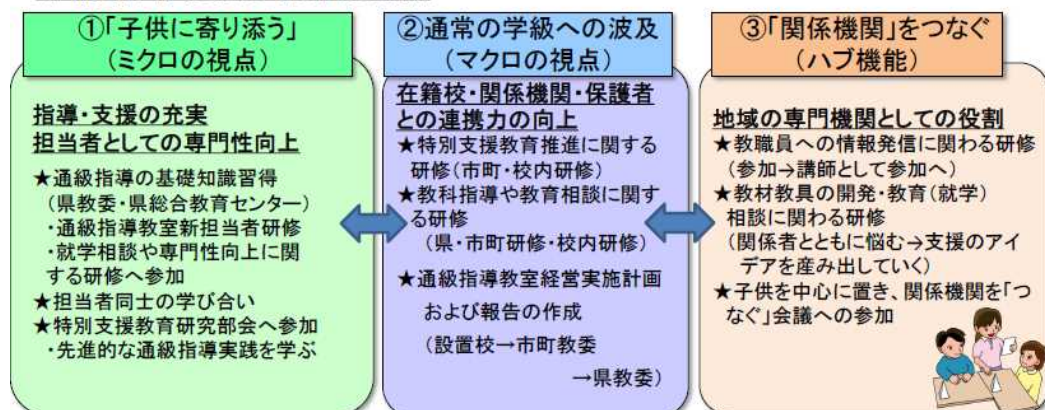 ①「子供に寄り添う」
(ミクロの視点)
指導・支援の充実
担当者としての専門性向上
★通級指導の基礎知識習得
(県教委・県総合教育センター)
・通級指導教室新担当者研修
・就学相談や専門性向上に関
する研修へ参加
★担当者同士の学び合い
★特別支援教育研究部会へ参加
・先進的な通級指導実践を学ぶ
②通常の学級への波及
(マクロの視点)
在籍校・関係機関・保護者
との連携力の向上
★特別支援教育推進に関する
研修(市町・校内研修)
★教科指導や教育相談に関す
る研修
(県・市町研修・校内研修)
★通級指導教室経営実施計画
および報告の作成
(設置校→市町教委
→県教委)
③「関係機関」をつなぐ
(ハブ機能)
地域の専門機関としての役割
★教職員への情報発信に関わる研修
(参加→講師として参加へ)
★教材教具の開発・教育(就学)
相談に関わる研修
(関係者とともに悩む→支援のアイ
デアを産み出していく)
★子供を中心に置き、関係機関を「つ
なぐ」会議への参加